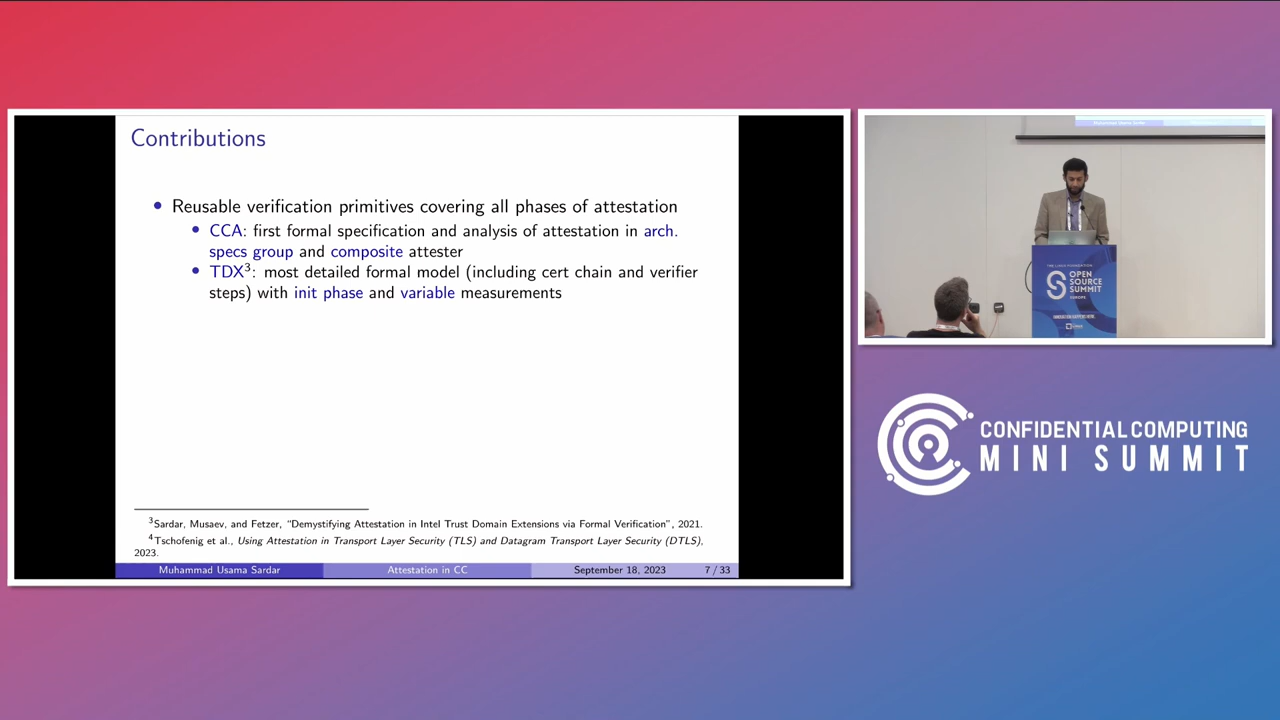 Contributions
• Reusable verification primitives covering all phases of attestation
• CCA: first formal specification and analysis of attestation in arch.
specs group and composite attester
• TDX3: most detailed formal model (including cert chain and verifier
steps) with init phase and variable measurements
3Sardar, Musaev, and Fetzer, “Demystifying Attestation in Intel Trust Domain Extensions via Formal Verification”, 2021.
4Tschofenig et al., Using Attestation in Transport Layer Security (TLS) and Datagram Transport Layer Security (DTLS),
2023.
Muhammad Usama Sardar Attestation in CC September 18, 2023 7 / 33
THE LINUX FOUNDATION
OPEN
SOURCE
SUMMIT
EUROPE
CONFIDENTIAL COMPUTING
MINI SUMMIT